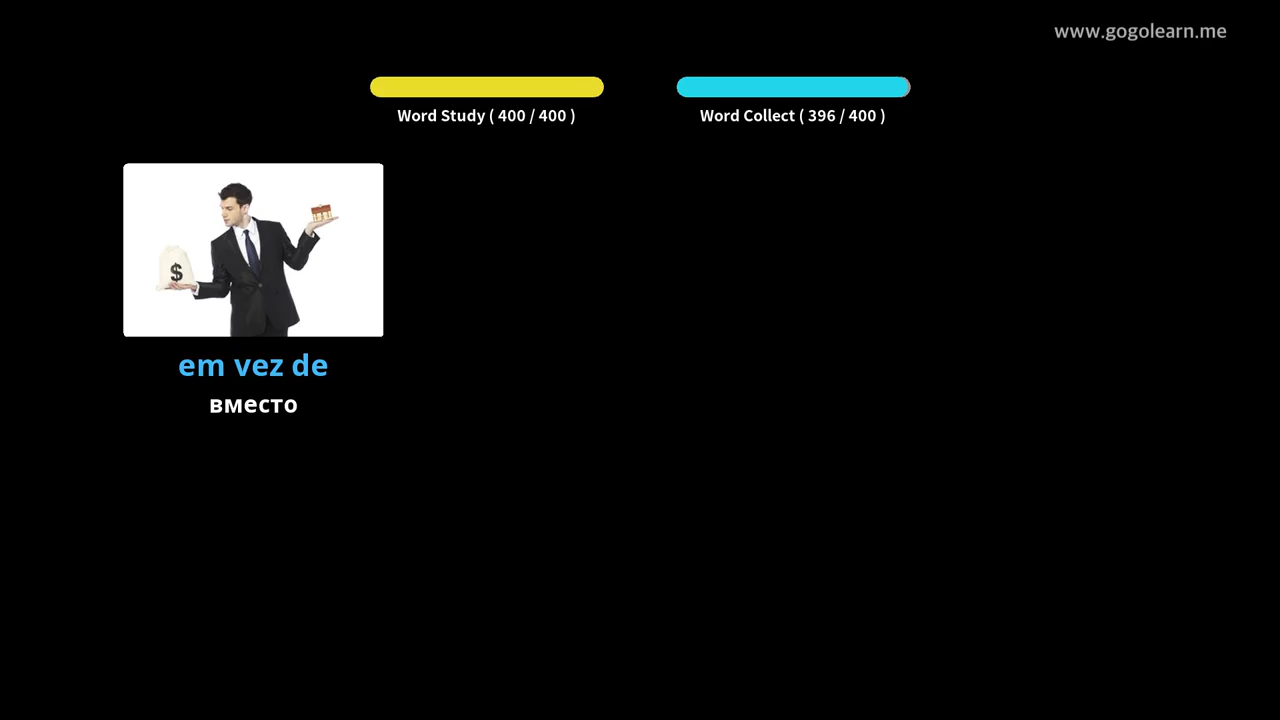 www.gogolearn.me
Word Study ( 400 / 400 )
Word Collect ( 396 / 400 )
$
em vez de
вместо